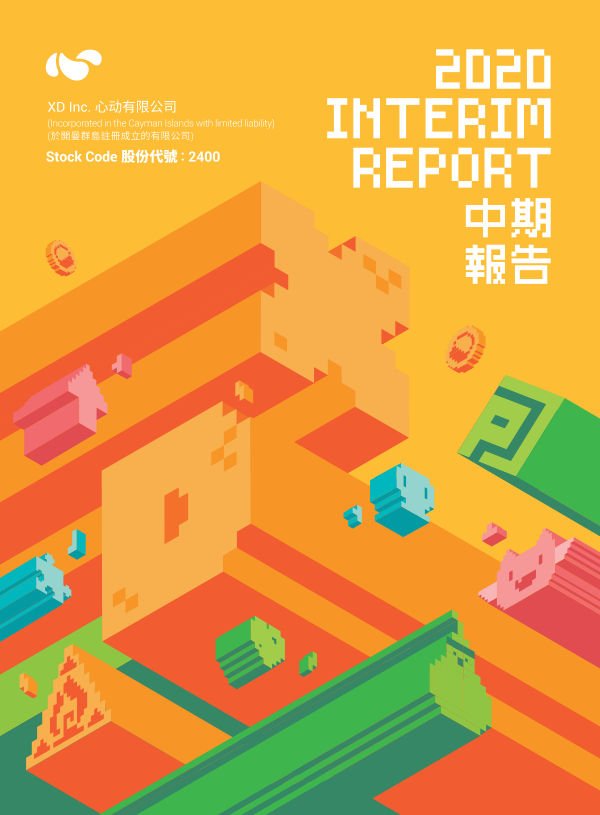 XD Inc. 心动有限公司
(Incorporated in the Cayman Islands with limited liability)
(於開曼群島註冊成立的有限公司)
Stock Code 股份代號：2400
2020
INTERIM
REPORT
中期
報告